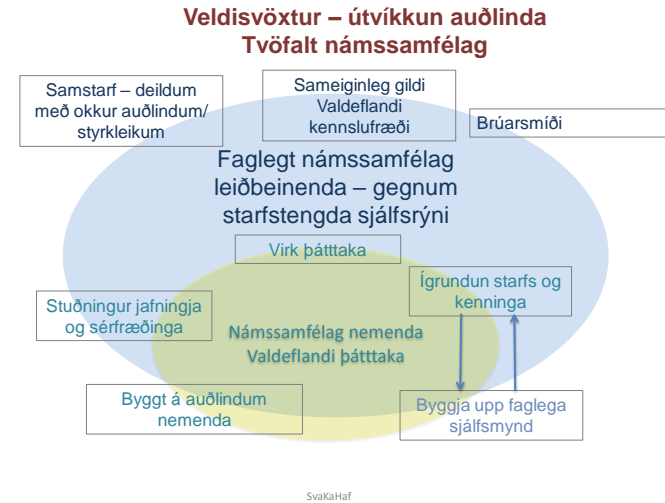 Veldisvöxtur – útvíkkun auðlinda
Tvöfalt námssamfélag
Samstarf – deildum
með okkur auðlindum/
styrkleikum
Sameiginleg gildi
Valdeflandi
kennslufræði
Brúarsmíði
Faglegt námssamfélag
leiðbeinenda – gegnum
starfstengda sjálfsrýni
Virk þátttaka
Ígrundun starfs og
kenninga
Stuðningur jafningja
og sérfræðinga
Námssamfélag nemenda
Valdeflandi þátttaka
Byggt á auðlindum
nemenda
Byggja upp faglega
sjálfsmynd
SvaKaHaf